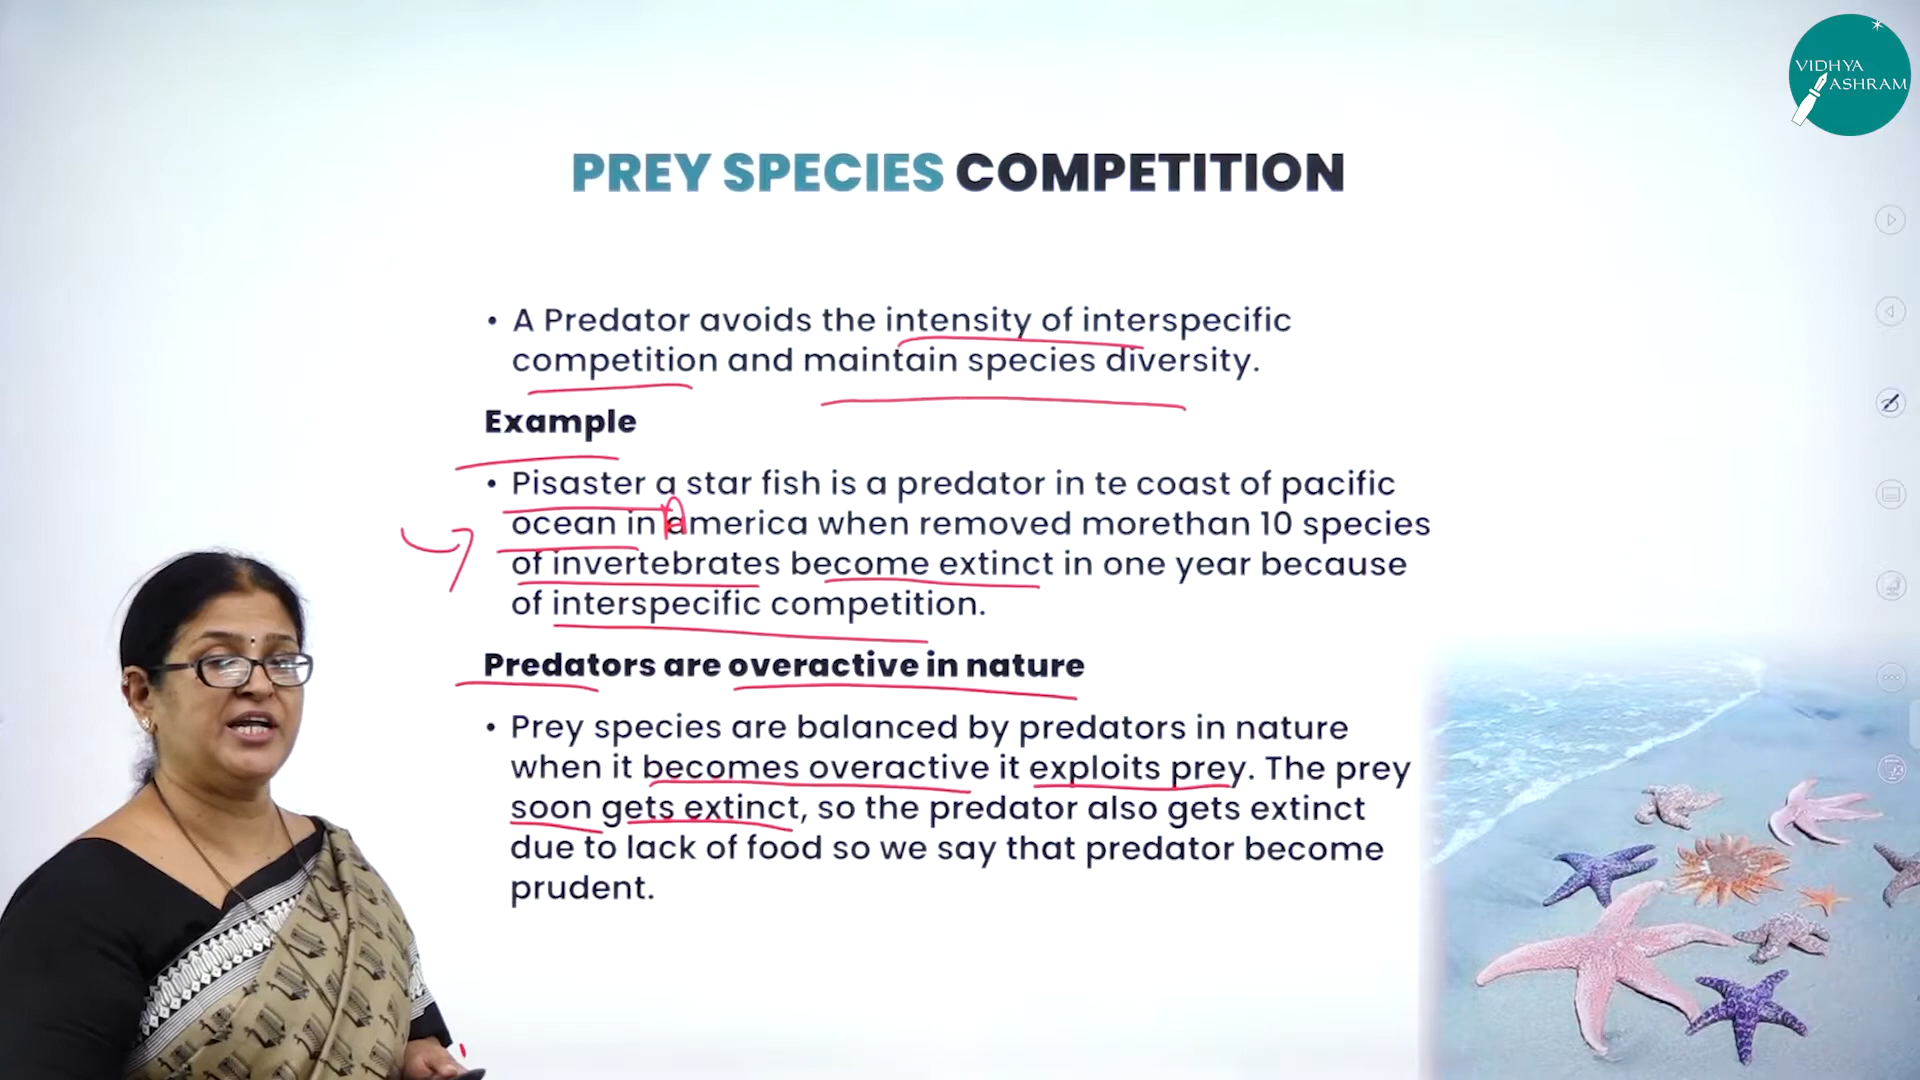 VIDHYA
ASHRAM
PREY SPECIES COMPETITION
• A Predator avoids the intensity of interspecific
competition and maintain species diversity.
Example
• Pisaster a star fish is a predator in te coast of pacific
ocean in america when removed morethan 10 species
of invertebrates become extinct in one year because
of interspecific competition.
Predators are overactive in nature
• Prey species are balanced by predators in nature
when it becomes overactive it exploits prey. The prey
soon gets extinct, so the predator also gets extinct
due to lack of food so we say that predator become
prudent.